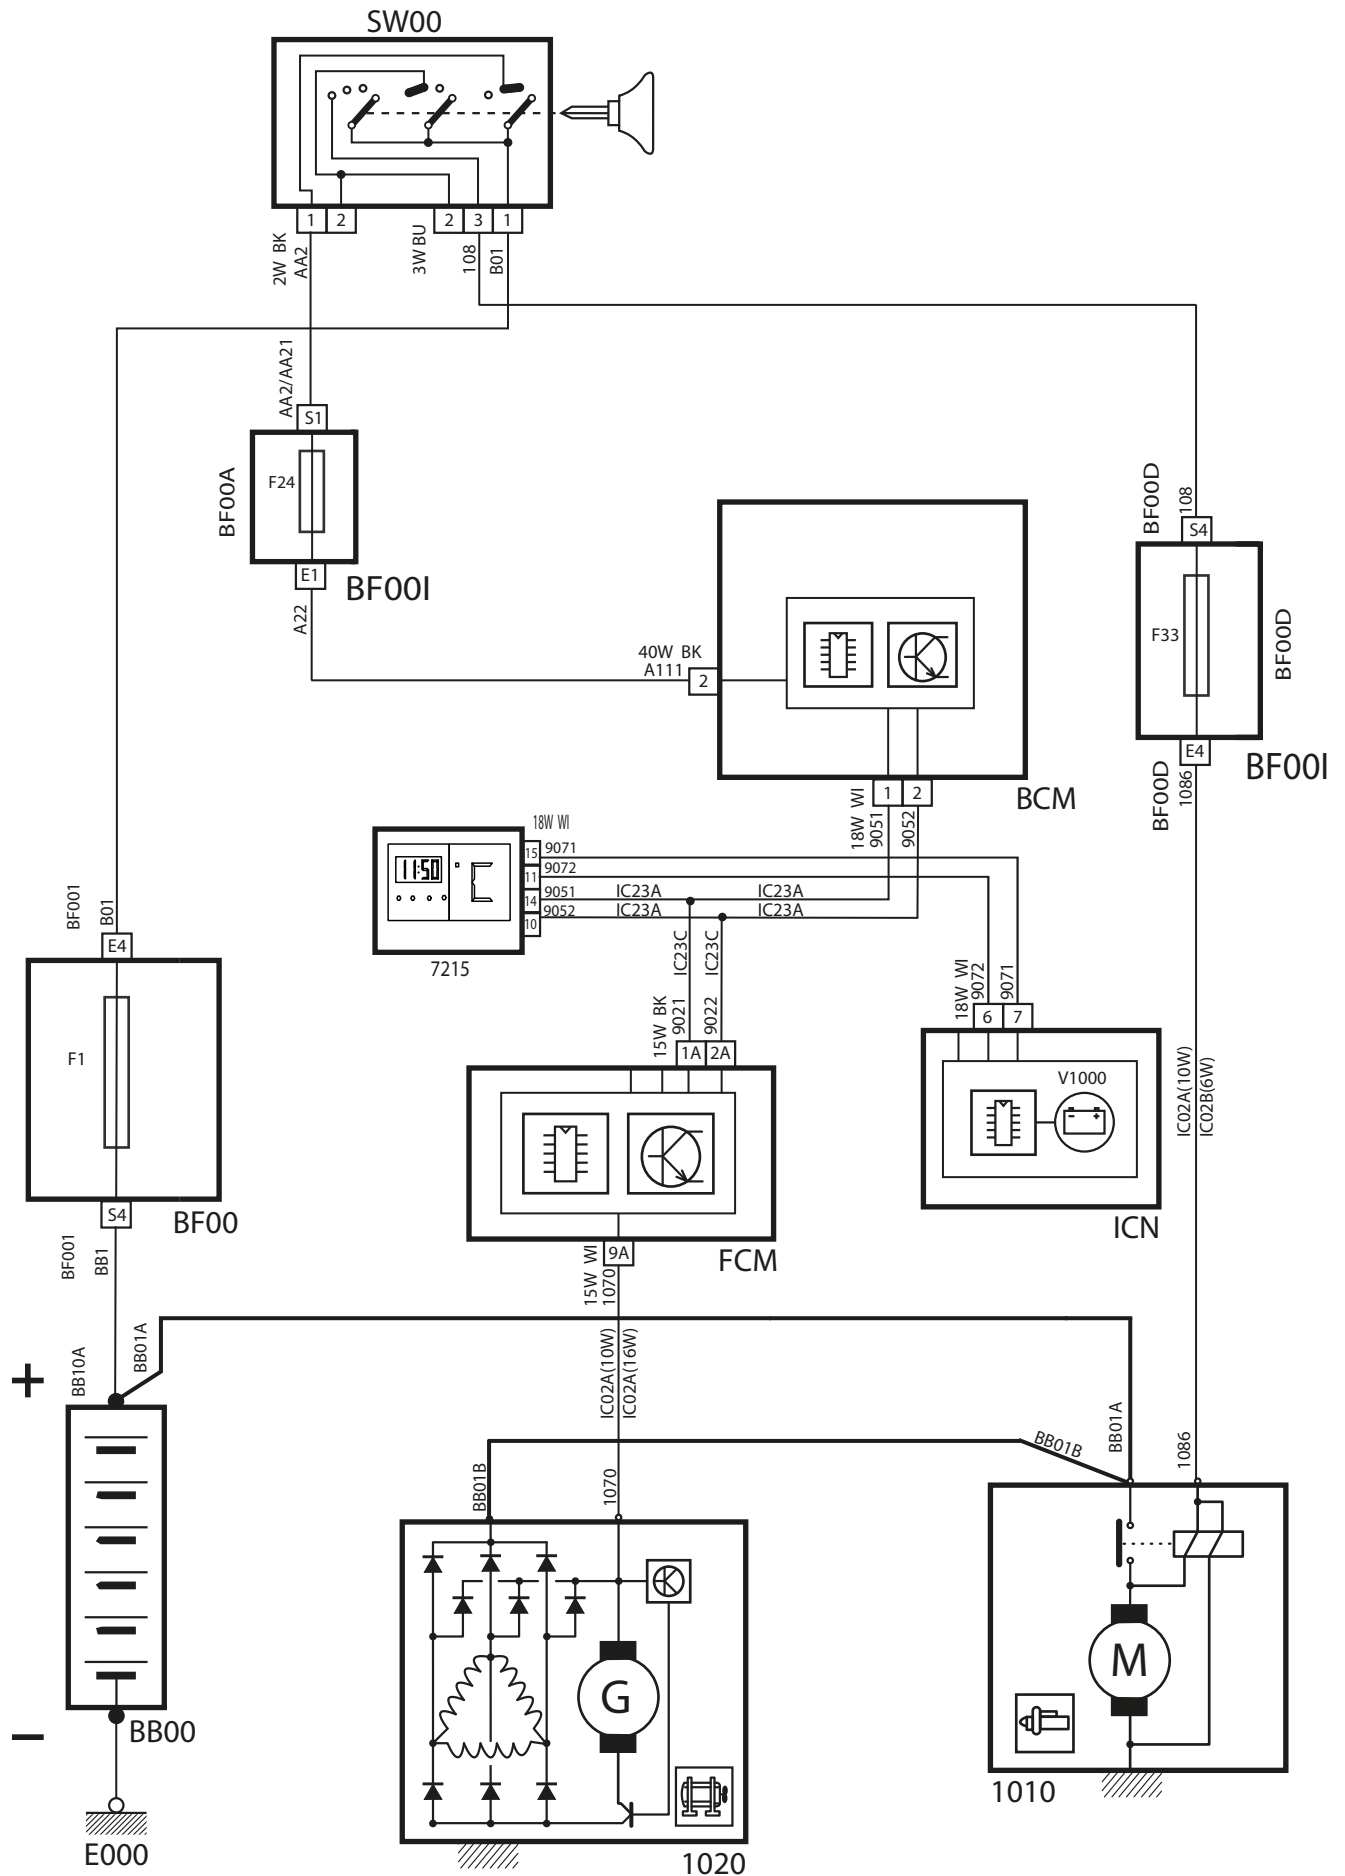 SW00
1
2
2
3
1
2W BK
AA2
3W BU
108
B01
AA2/AA21
S1
BF00A
F24
E1
BF00I
A22
BF00D
108
S4
F33
BF00D
E4
BF00I
BF00D
1086
40W BK
A111
2
BCM
1
2
18W WI
9051
9052
18W WI
11:50
15
9071
11
9072
14
9051
IC23A
IC23A
10
9052
IC23A
IC23A
7215
IC23C
IC23C
15W BK
9021
9022
1A
2A
18W WI
9072
9071
6
7
V1000
- +
ICN
BF001
B01
E4
F1
S4
BF00
BF001
BB1
FCM
9A
15W WI
1070
IC02A(10W)
IC02B(6W)
IC02A(10W)
IC02A(16W)
+
BB10A
BB01A
BB01B
1070
BB01B
BB01A
1086
G
M
–
BB00
E000
1020
1010